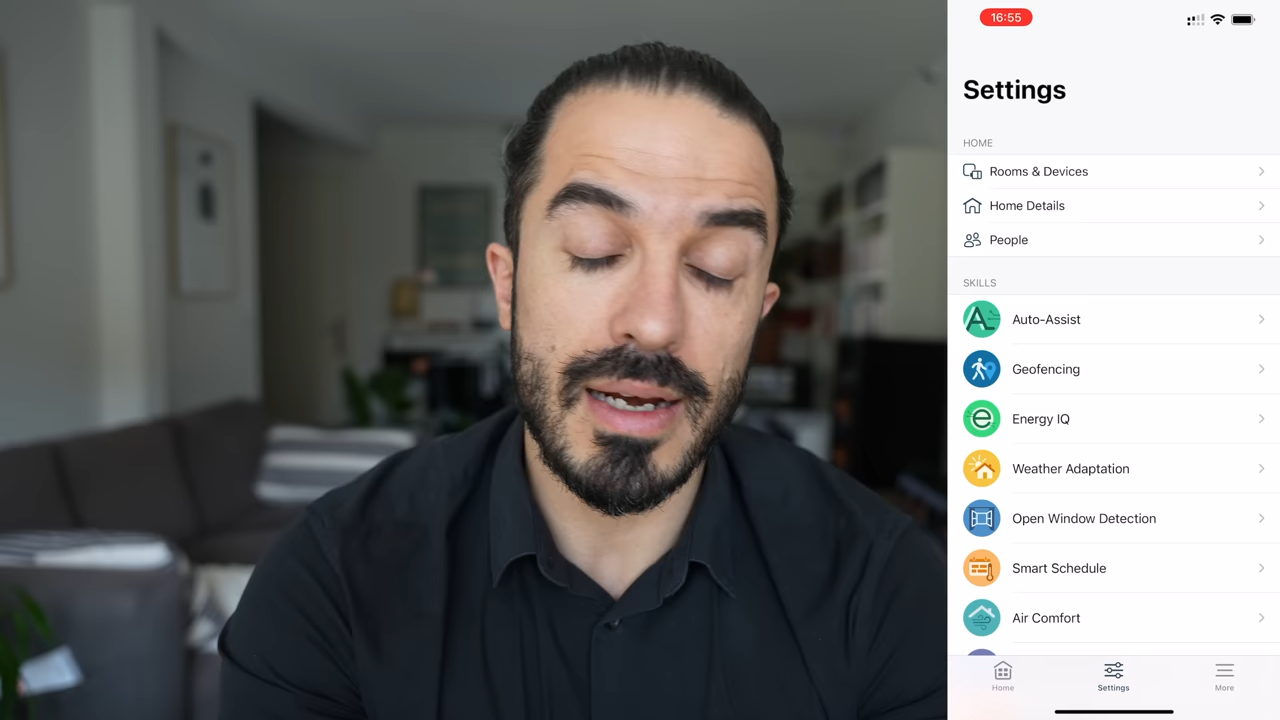 16:55
Settings
HOME
Rooms & Devices
Home Details
People
SKILLS
Auto-Assist
Geofencing
Energy IQ
Weather Adaptation
Open Window Detection
Smart Schedule
Air Comfort
Home
Settings
More